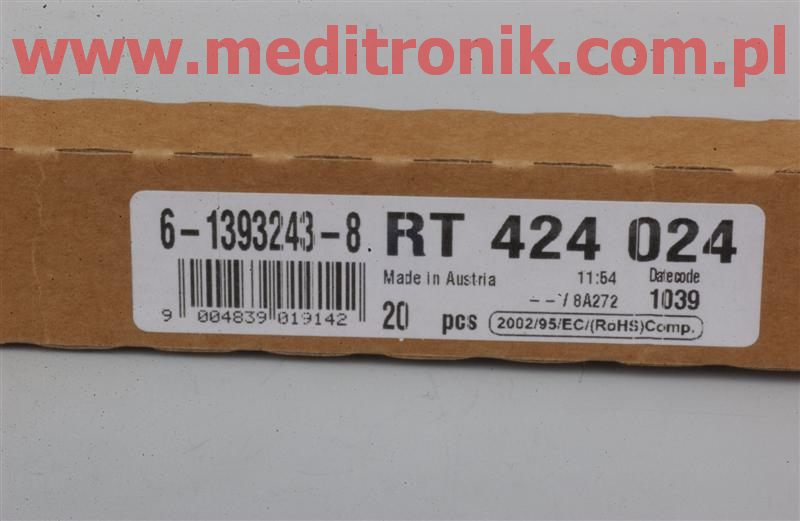 www.meditronik.com.pl
6-1393243-8 RT 424 024
Made in Austria 11:54 Datecode
--'/ 8A272 1039
9 004839 019142 20 pcs 2002/95/EC/(RoHS)Comp.